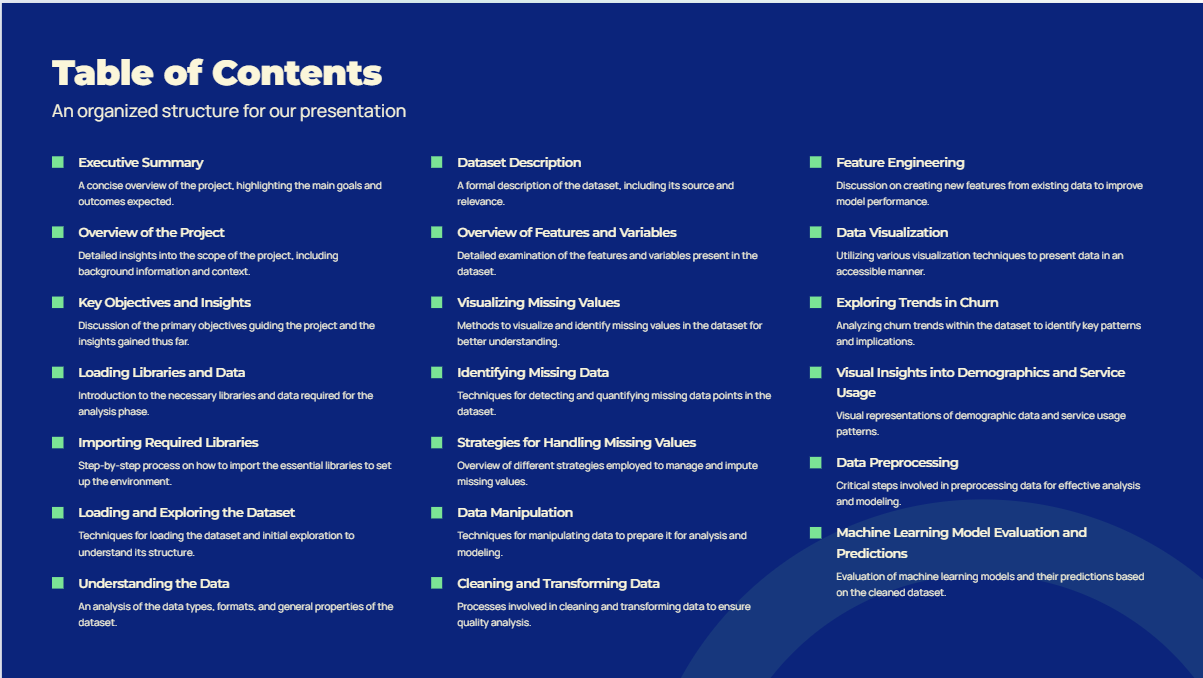 Table of Contents
An organized structure for our presentation
Executive Summary
A concise overview of the project, highlighting the main goals and
outcomes expected.
Overview of the Project
Detailed insights into the scope of the project, including
background information and context.
Key Objectives and Insights
Discussion of the primary objectives guiding the project and the
insights gained thus far.
Loading Libraries and Data
Introduction to the necessary libraries and data required for the
analysis phase.
Importing Required Libraries
Step-by-step process on how to import the essential libraries to set
up the environment.
Loading and Exploring the Dataset
Techniques for loading the dataset and initial exploration to
understand its structure.
Understanding the Data
An analysis of the data types, formats, and general properties of the
dataset.
Dataset Description
A formal description of the dataset, including its source and
relevance.
Overview of Features and Variables
Detailed examination of the features and variables present in the
dataset.
Visualizing Missing Values
Methods to visualize and identify missing values in the dataset for
better understanding.
Identifying Missing Data
Techniques for detecting and quantifying missing data points in the
dataset.
Strategies for Handling Missing Values
Overview of different strategies employed to manage and impute
missing values.
Data Manipulation
Techniques for manipulating data to prepare it for analysis and
modeling.
Cleaning and Transforming Data
Processes involved in cleaning and transforming data to ensure
quality analysis.
Feature Engineering
Discussion on creating new features from existing data to improve
model performance.
Data Visualization
Utilizing various visualization techniques to present data in an
accessible manner.
Exploring Trends in Churn
Analyzing churn trends within the dataset to identify key patterns
and implications.
Visual Insights into Demographics and Service
Usage
Visual representations of demographic data and service usage
patterns.
Data Preprocessing
Critical steps involved in preprocessing data for effective analysis
and modeling.
Machine Learning Model Evaluation and
Predictions
Evaluation of machine learning models and their predictions based
on the cleaned dataset.